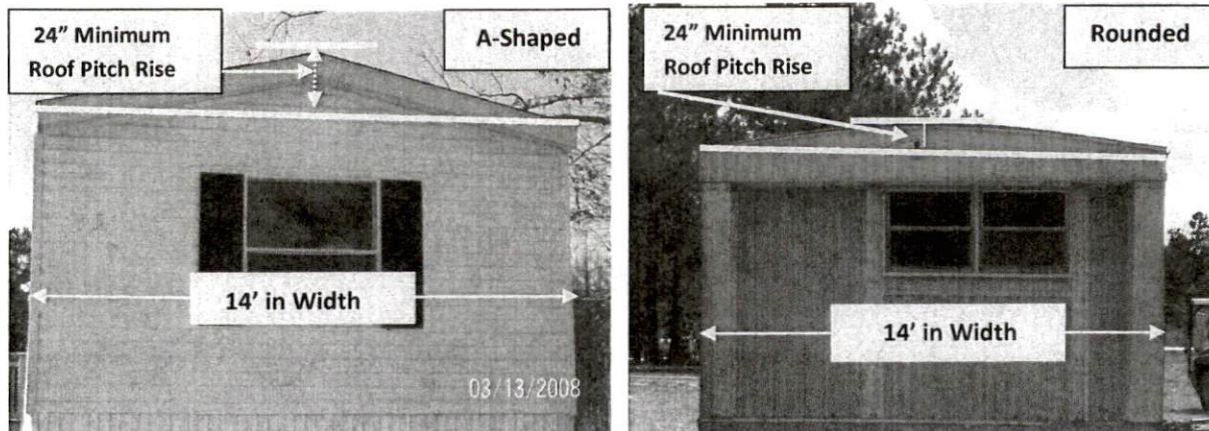 24” Minimum
Roof Pitch Rise
A-Shaped
14’ in Width
03/13/2008
24” Minimum
Roof Pitch Rise
Rounded
14’ in Width